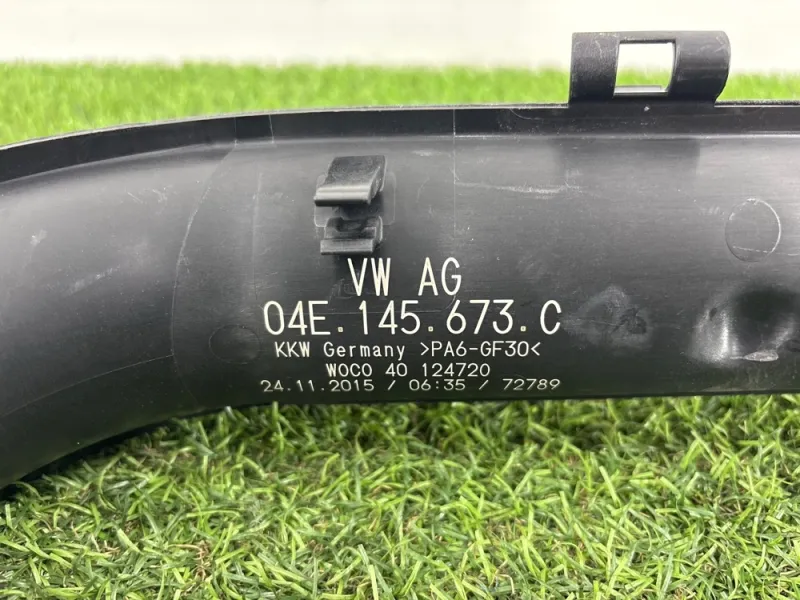 VW AG
04E.145.673.C
KKW Germany >PA6-GF30<
WOCO 40 124720
24.11.2015 / 06:35 / 72789